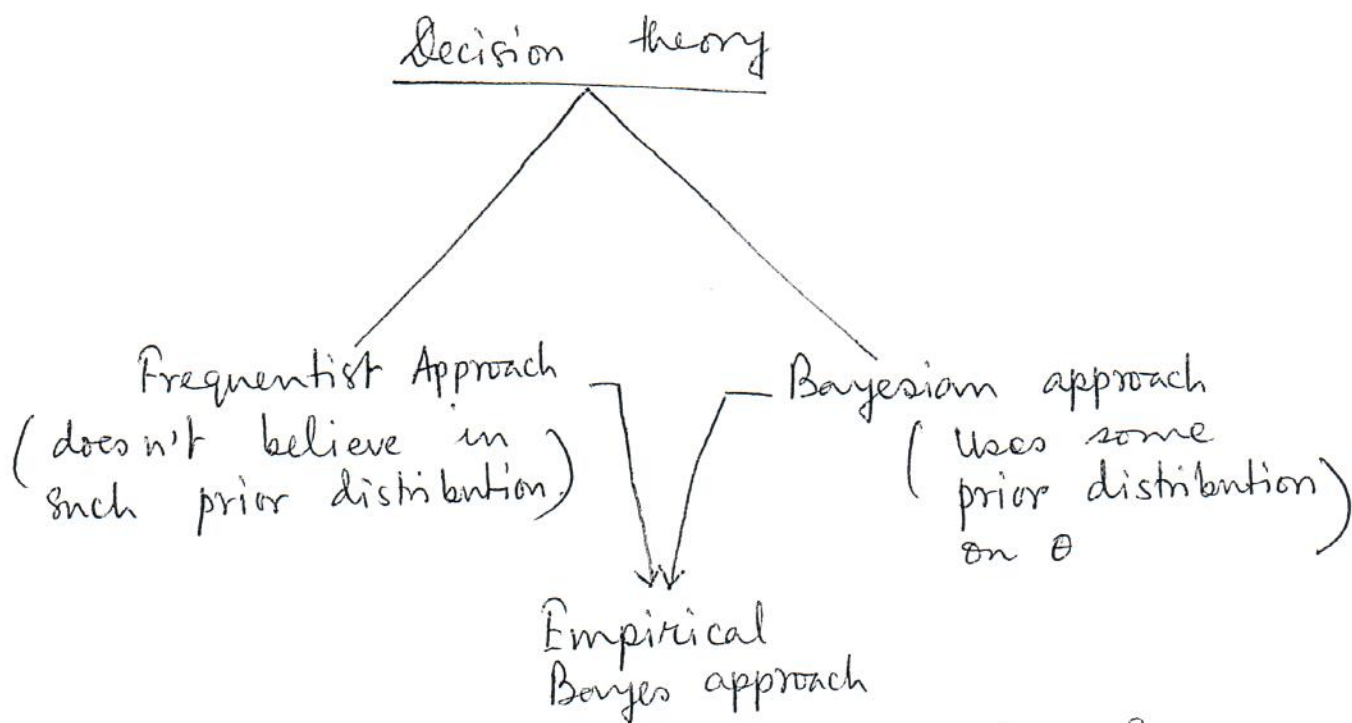 Decision theory
Frequentist Approach
(does n't believe in
such prior distribution.)
Bayesian approach
(Uses some
prior distribution)
on θ
Empirical
Bayes approach